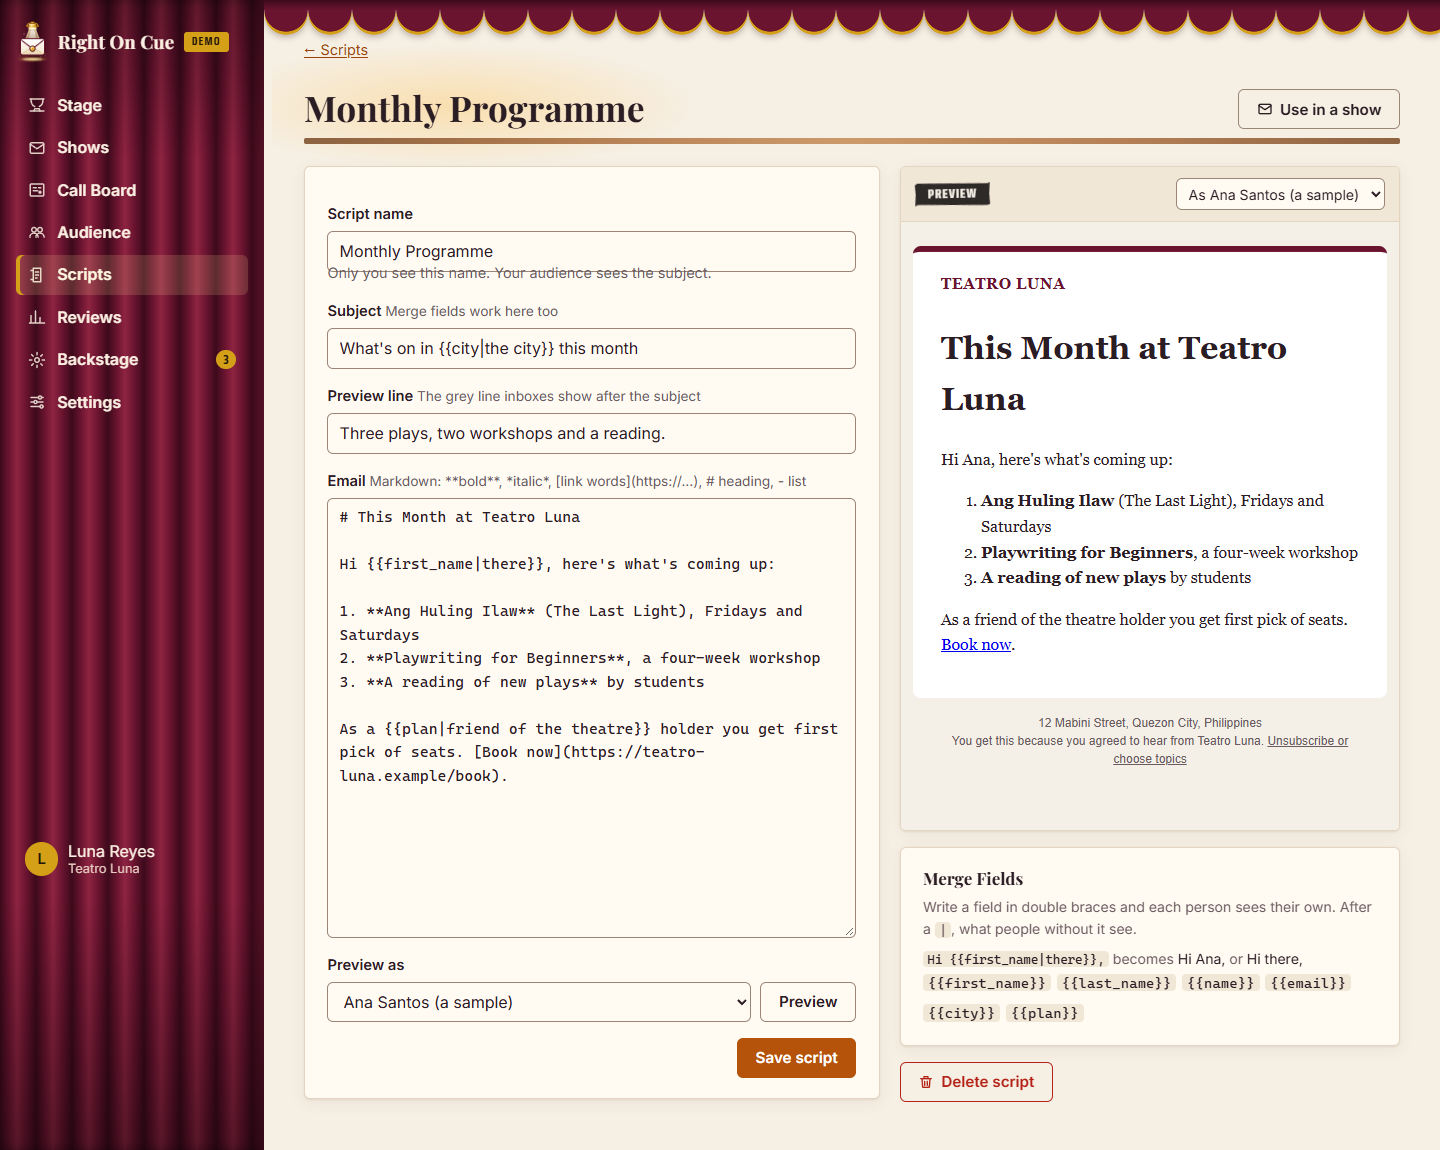 Right On Cue DEMO
Stage
Shows
Call Board
Audience
Scripts
Reviews
Backstage 3
Settings
L
Luna Reyes
Teatro Luna
← Scripts
Monthly Programme
Use in a show
Script name
Monthly Programme
Only you see this name. Your audience sees the subject.
Subject Merge fields work here too
What's on in {{city|the city}} this month
Preview line The grey line inboxes show after the subject
Three plays, two workshops and a reading.
Email Markdown: **bold**, *italic*, [link words](https://…), # heading, - list
# This Month at Teatro Luna
Hi {{first_name|there}}, here's what's coming up:
1. **Ang Huling Ilaw** (The Last Light), Fridays and
Saturdays
2. **Playwriting for Beginners**, a four-week workshop
3. **A reading of new plays** by students
As a {{plan|friend of the theatre}} holder you get first
pick of seats. [Book now](https://teatro-
luna.example/book).
Preview as
Ana Santos (a sample)
Preview
Save script
PREVIEW
As Ana Santos (a sample)
TEATRO LUNA
This Month at Teatro
Luna
Hi Ana, here's what's coming up:
1. Ang Huling Ilaw (The Last Light), Fridays and
Saturdays
2. Playwriting for Beginners, a four-week workshop
3. A reading of new plays by students
As a friend of the theatre holder you get first pick of seats.
Book now.
12 Mabini Street, Quezon City, Philippines
You get this because you agreed to hear from Teatro Luna. Unsubscribe or
choose topics
Merge Fields
Write a field in double braces and each person sees their own. After
a |, what people without it see.
Hi {{first_name|there}}, becomes Hi Ana, or Hi there,
{{first_name}} {{last_name}} {{name}} {{email}}
{{city}} {{plan}}
Delete script